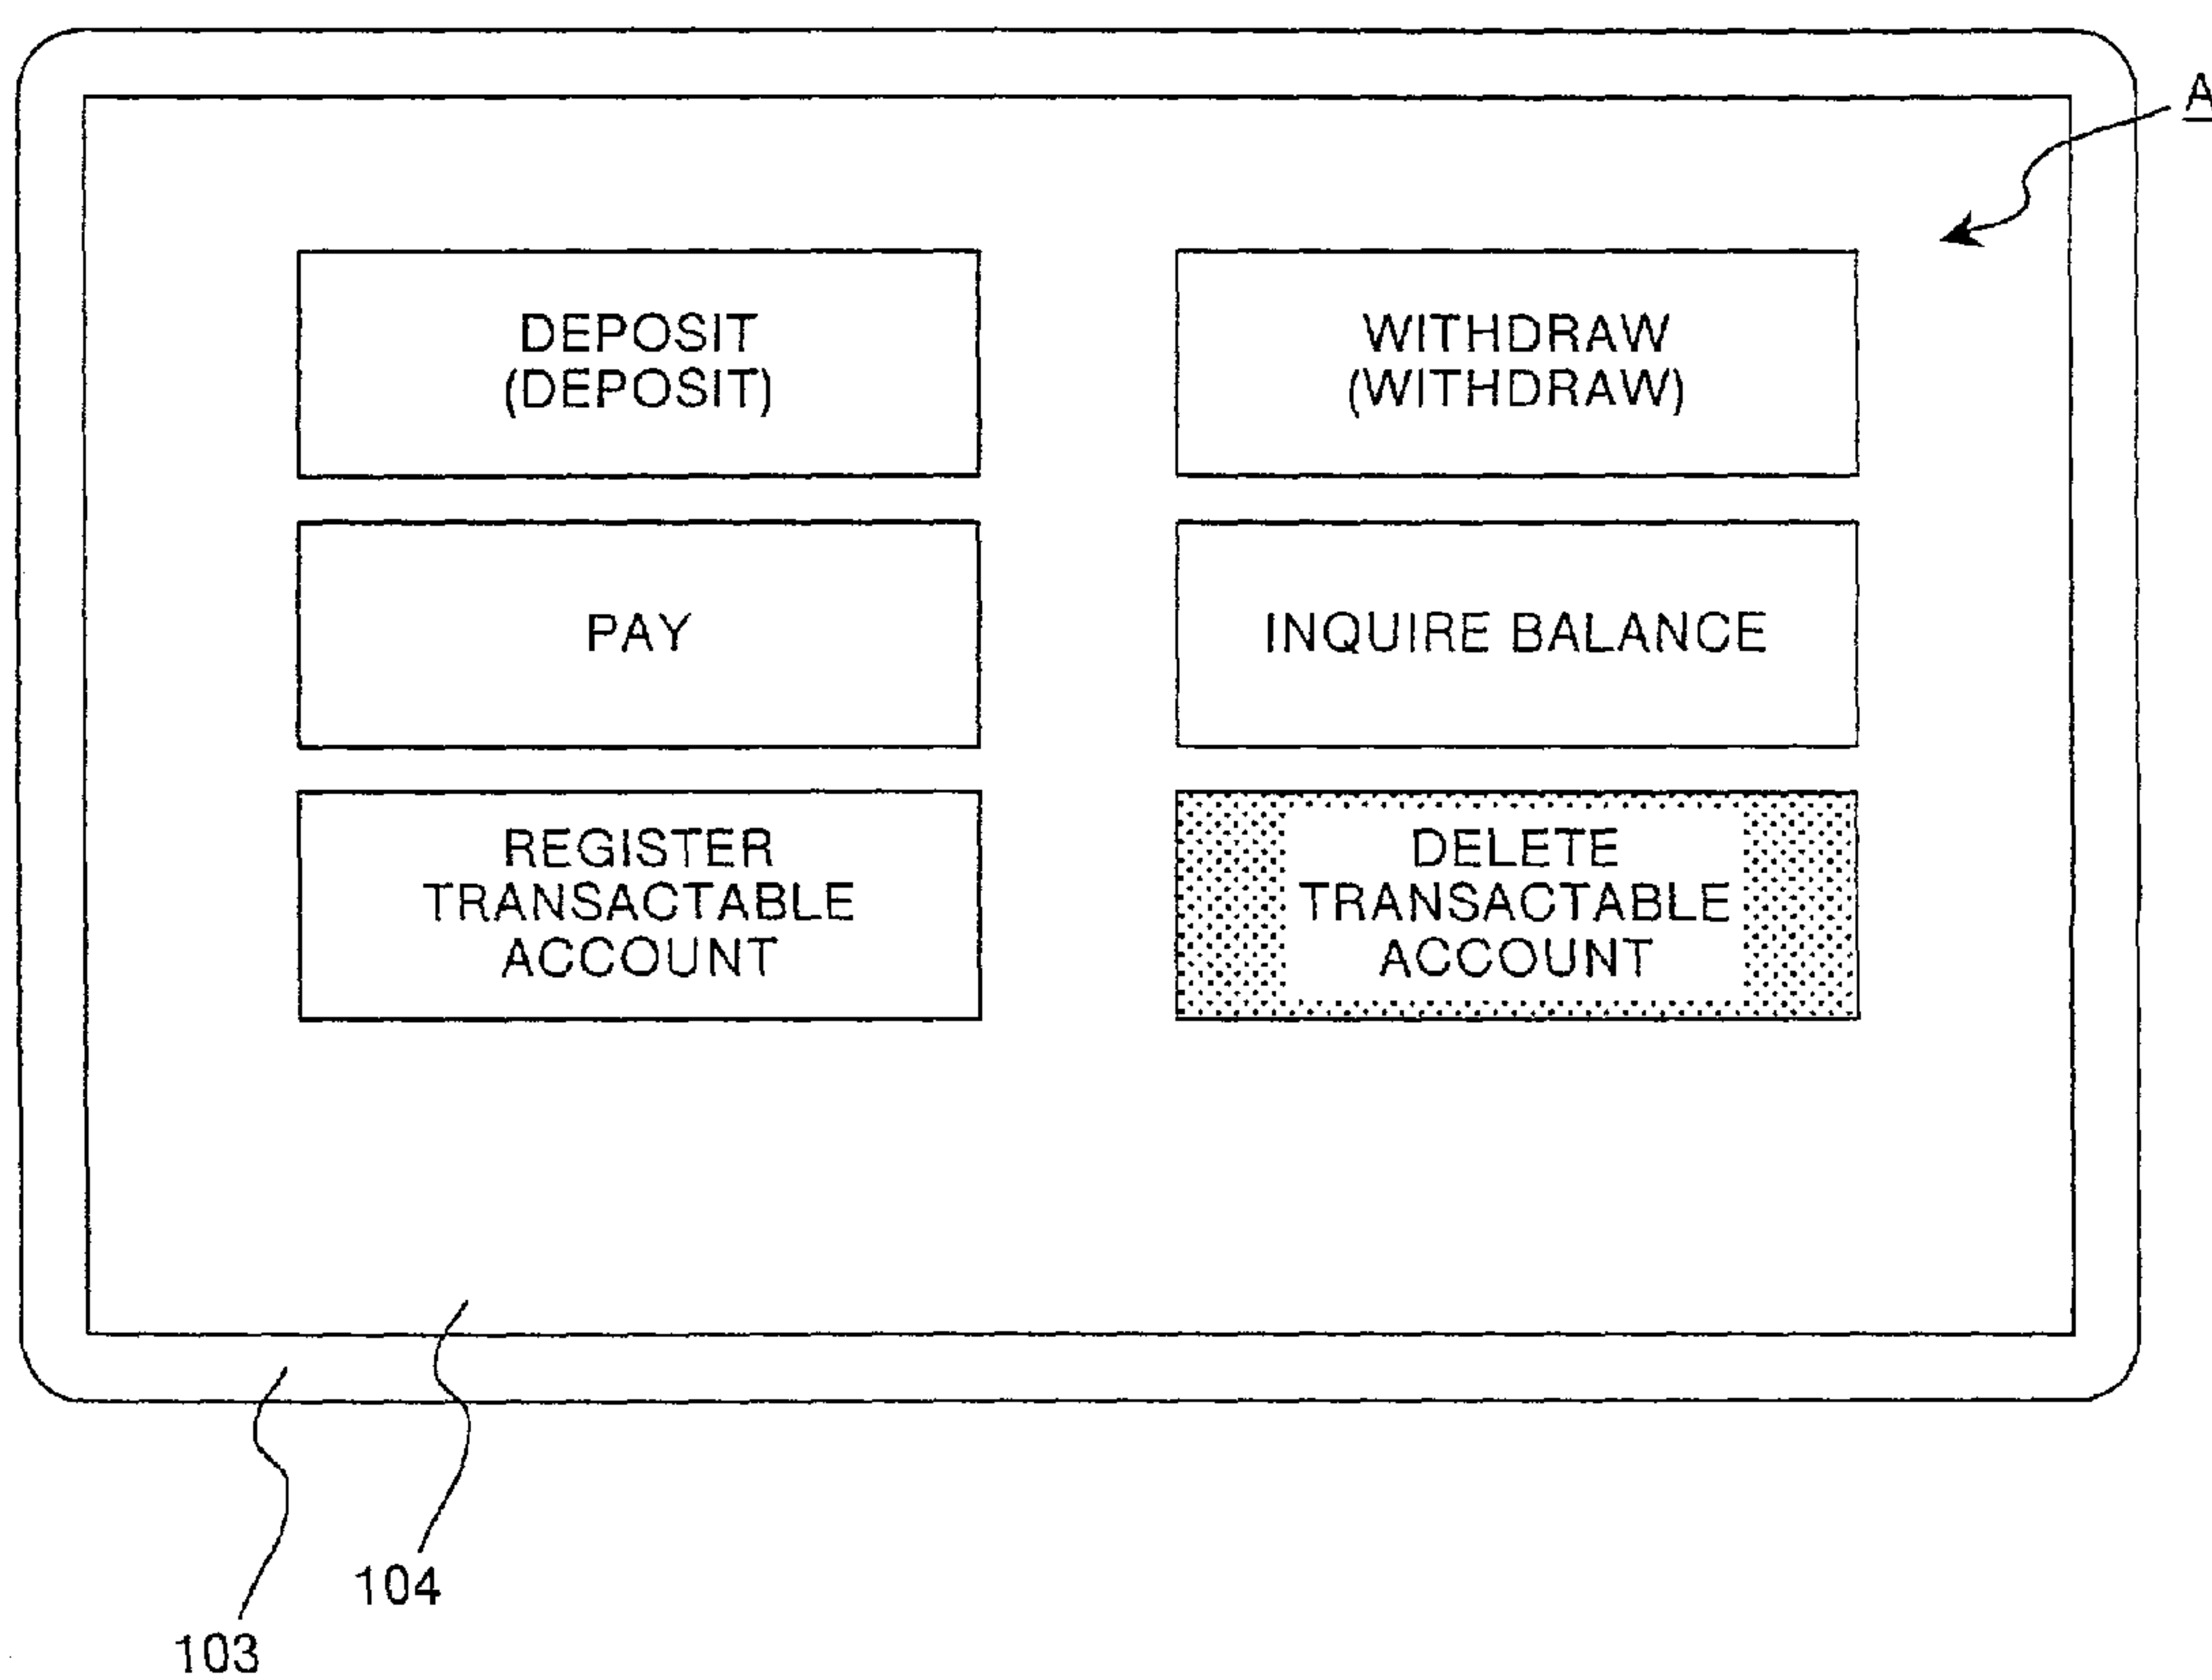 A
DEPOSIT
(DEPOSIT)
WITHDRAW
(WITHDRAW)
PAY
INQUIRE BALANCE
REGISTER
TRANSACTABLE
ACCOUNT
DELETE
TRANSACTABLE
ACCOUNT
104
103